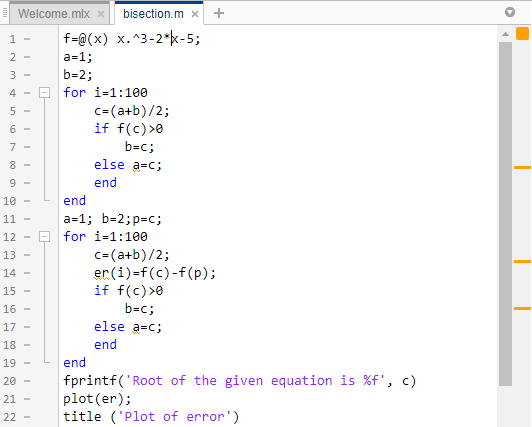 Welcome.mlx × bisection.m × +
1 – f=@(x) x.^3-2*x-5;
2 – a=1;
3 – b=2;
4 – for i=1:100
5 – c=(a+b)/2;
6 – if f(c)>0
7 – b=c;
8 – else a=c;
9 – end
10 – end
11 – a=1; b=2;p=c;
12 – for i=1:100
13 – c=(a+b)/2;
14 – er(i)=f(c)-f(p);
15 – if f(c)>0
16 – b=c;
17 – else a=c;
18 – end
19 – end
20 – fprintf('Root of the given equation is %f', c)
21 – plot(er);
22 – title ('Plot of error')